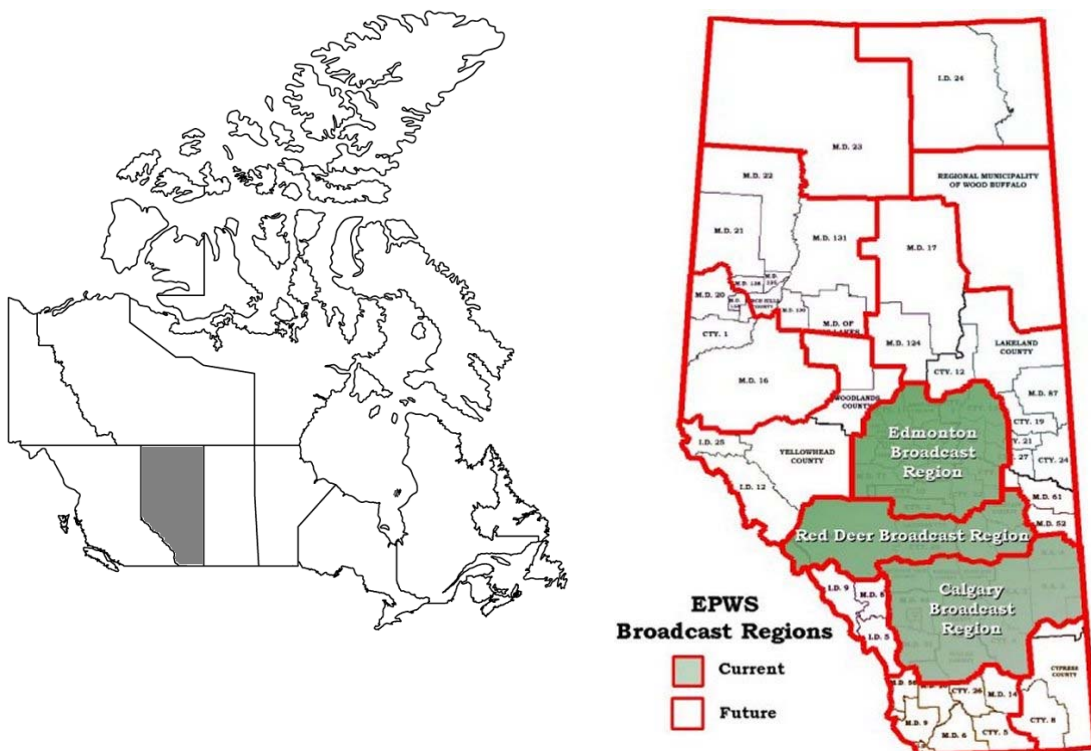 I.D. 24
M.D. 23
REGIONAL MUNICIPALITY
OF WOOD BUFFALO
M.D. 22
M.D. 21
M.D. 131
M.D. 17
M.D. 20
CTY. 1
M.D. OF
M.D. 124
LAKELAND
COUNTY
CTY. 12
M.D. 16
WOODLANDS
COUNTY
M.D. 87
CTY. 19
CTY. 24
I.D. 25
YELLOWHEAD
COUNTY
I.D. 12
Edmonton
Broadcast
Region
M.D. 61
M.D. 52
Red Deer Broadcast Region
I.D. 9
M.D. 8
I.D. 5
Calgary
Broadcast
Region
CYPRESS
COUNTY
CTY. 26
M.D. 14
M.D. 9
M.D. 6
CTY. 5
CTY. 8
EPWS
Broadcast Regions
Current
Future